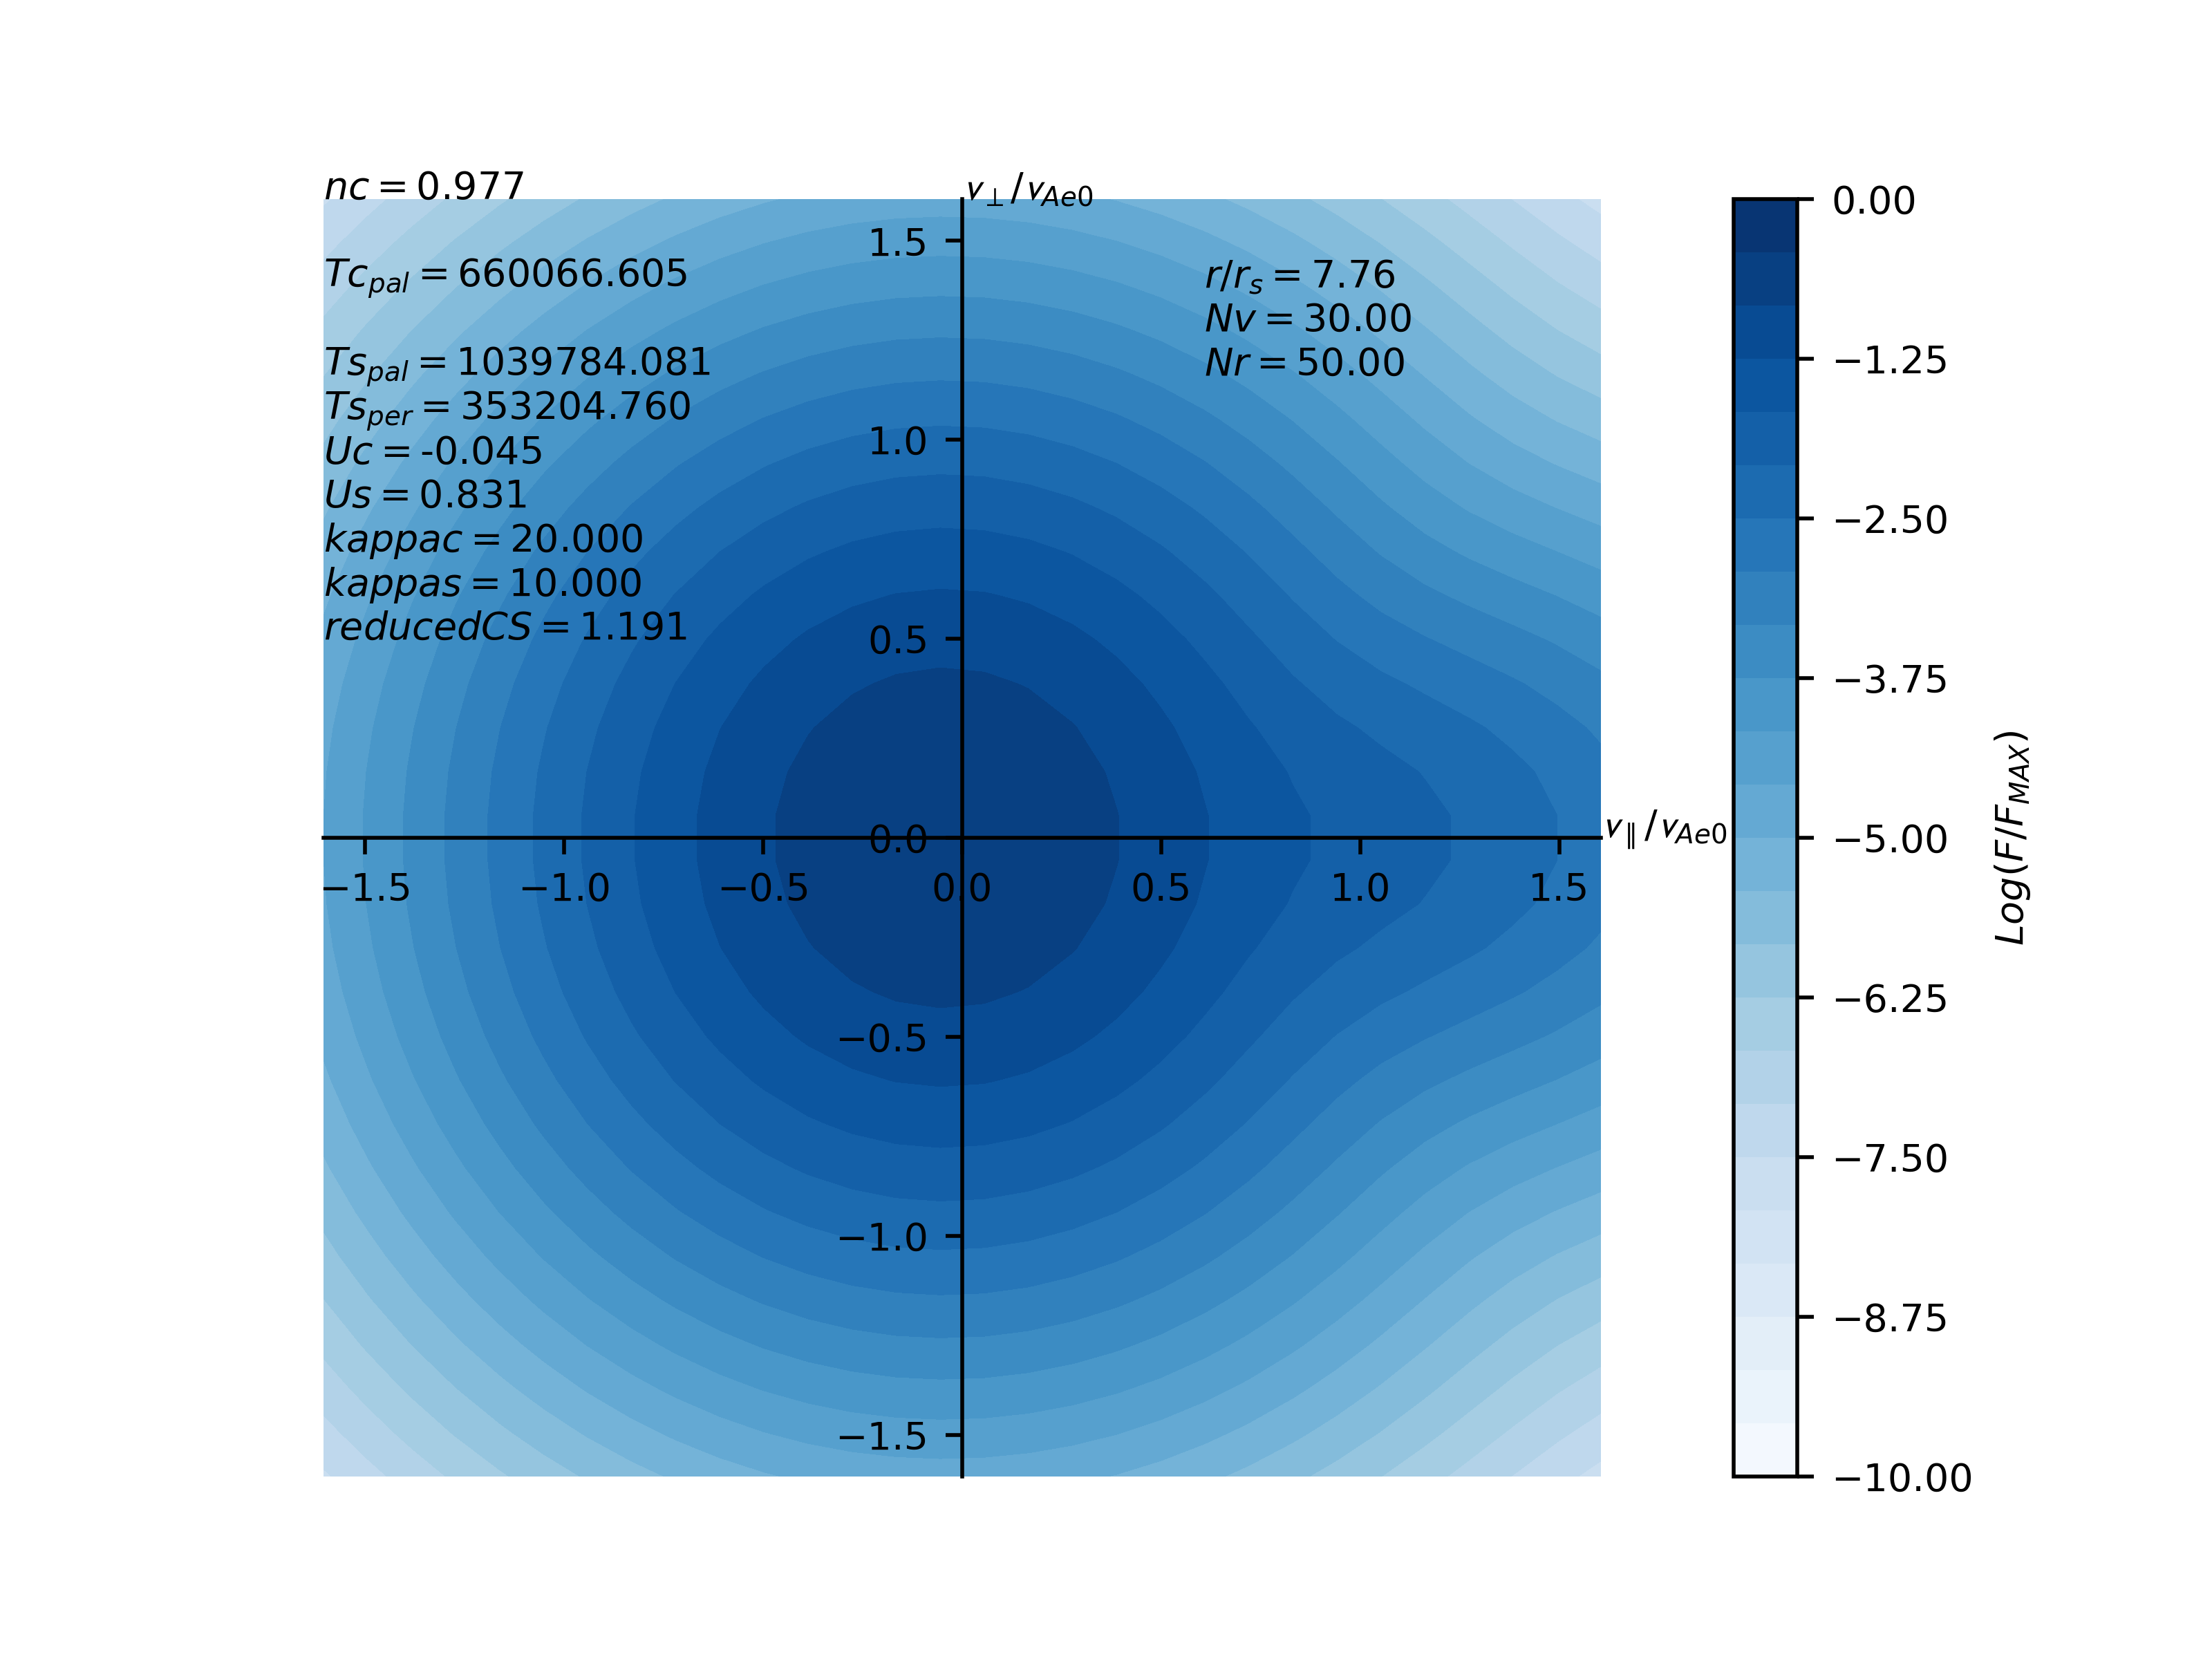 nc = 0.977
v⊥/vAe0
Tcpal = 660066.605
Tspal = 1039784.081
Tsper = 353204.760
Uc = -0.045
Us = 0.831
kappac = 20.000
kappas = 10.000
reducedCS = 1.191
r/rs = 7.76
Nv = 30.00
Nr = 50.00
1.5
1.0
0.5
0.0
−0.5
−1.0
−1.5
−1.5 −1.0 −0.5 0.0 0.5 1.0 1.5
v∥/vAe0
0.00
−1.25
−2.50
−3.75
−5.00
−6.25
−7.50
−8.75
−10.00
Log(F/FMAX)